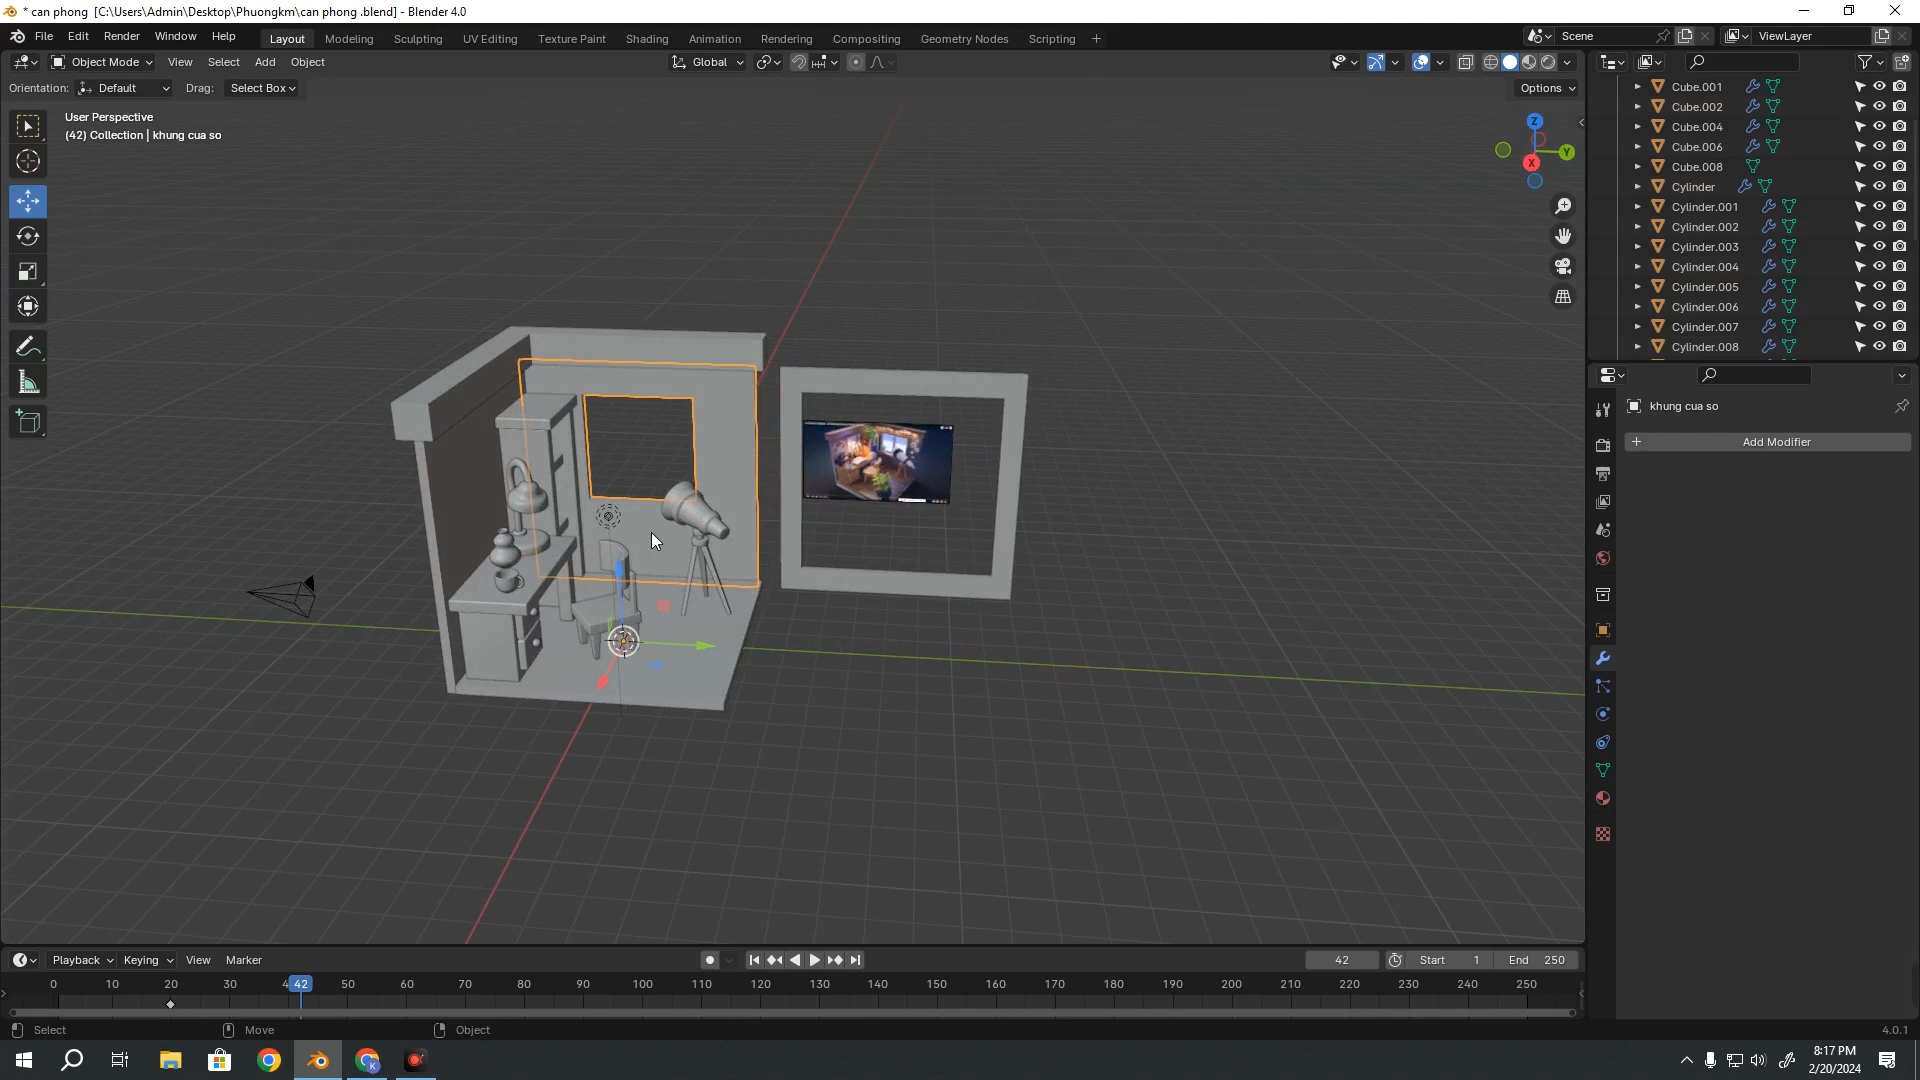 * can phong  [C:\Users\Admin\Desktop\Phuongkm\can phong .blend] - Blender 4.0
File Edit Render Window Help Layout Modeling Sculpting UV Editing Texture Paint Shading Animation Rendering Compositing Geometry Nodes Scripting + Scene ViewLayer
Object Mode View Select Add Object Global
Orientation: Default Drag: Select Box Options
User Perspective
(42) Collection | khung cua so
Z
Y
X
Cube.001
Cube.002
Cube.004
Cube.006
Cube.008
Cylinder
Cylinder.001
Cylinder.002
Cylinder.003
Cylinder.004
Cylinder.005
Cylinder.006
Cylinder.007
Cylinder.008
khung cua so
+ Add Modifier
Playback Keying View Marker 42 Start 1 End 250
0 10 20 30 4 42 50 60 70 80 90 100 110 120 130 140 150 160 170 180 190 200 210 220 230 240 250
Select Move Object 4.0.1
8:17 PM
2/20/2024